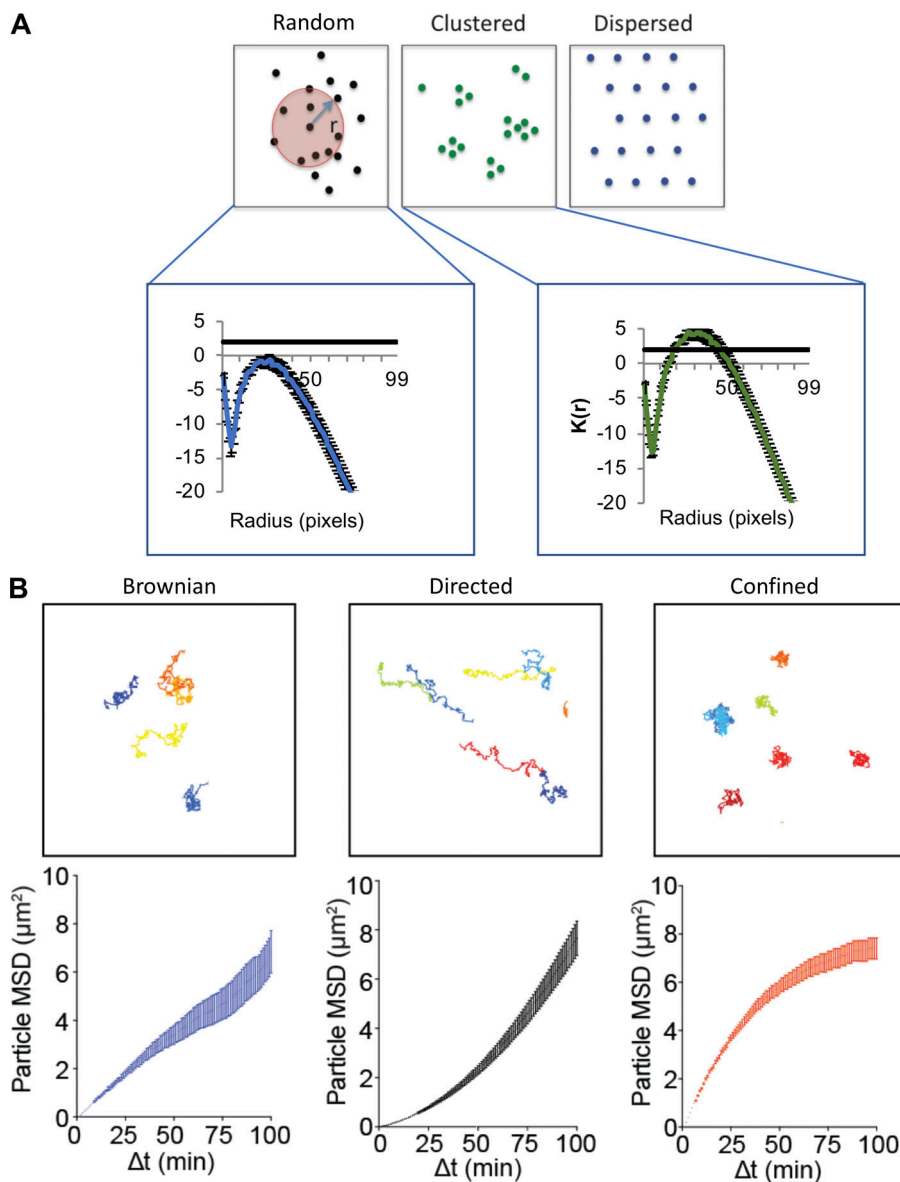 A
Random
Clustered
Dispersed
r
5
0
-5
-10
-15
-20
50
99
Radius (pixels)
K(r)
5
0
-5
-10
-15
-20
50
99
Radius (pixels)
B
Brownian
Directed
Confined
Particle MSD (µm²)
10
8
6
4
2
0
0
25
50
75
100
Δt (min)
Particle MSD (µm²)
10
8
6
4
2
0
0
25
50
75
100
Δt (min)
Particle MSD (µm²)
10
8
6
4
2
0
0
25
50
75
100
Δt (min)